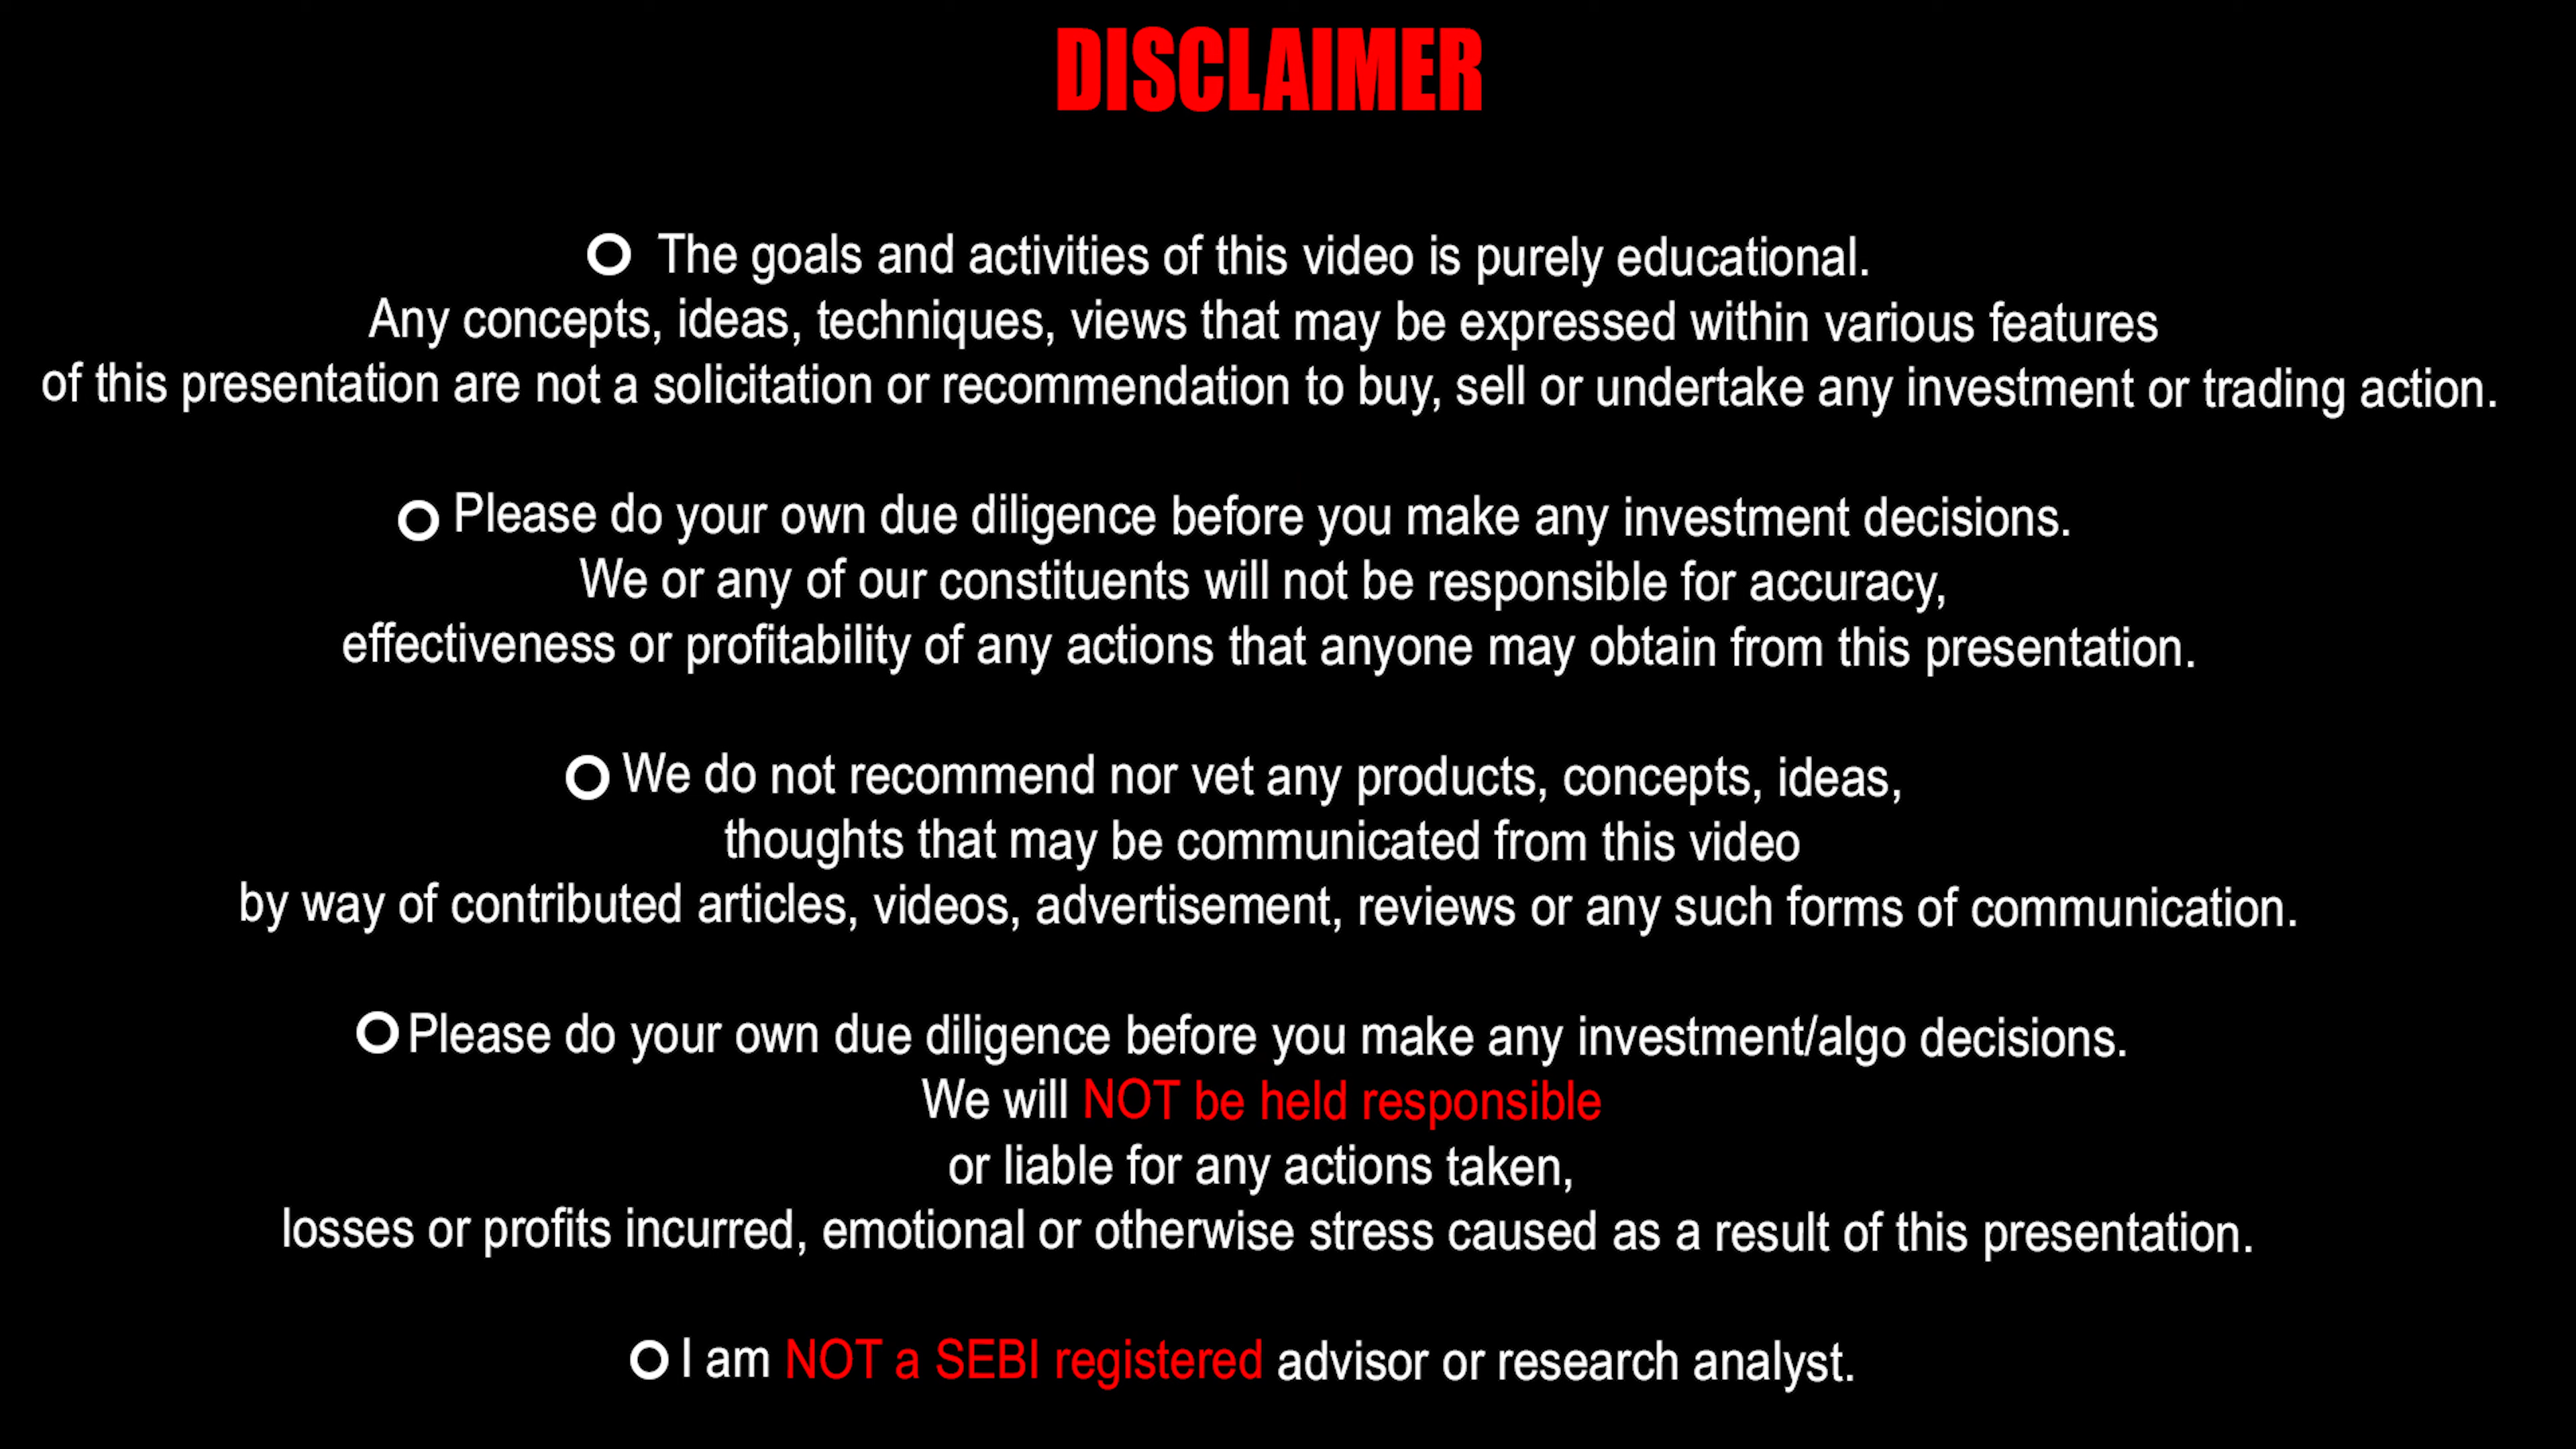 DISCLAIMER
The goals and activities of this video is purely educational.
Any concepts, ideas, techniques, views that may be expressed within various features
of this presentation are not a solicitation or recommendation to buy, sell or undertake any investment or trading action.
Please do your own due diligence before you make any investment decisions.
We or any of our constituents will not be responsible for accuracy,
effectiveness or profitability of any actions that anyone may obtain from this presentation.
We do not recommend nor vet any products, concepts, ideas,
thoughts that may be communicated from this video
by way of contributed articles, videos, advertisement, reviews or any such forms of communication.
Please do your own due diligence before you make any investment/algo decisions.
We will NOT be held responsible
or liable for any actions taken,
losses or profits incurred, emotional or otherwise stress caused as a result of this presentation.
I am NOT a SEBI registered advisor or research analyst.